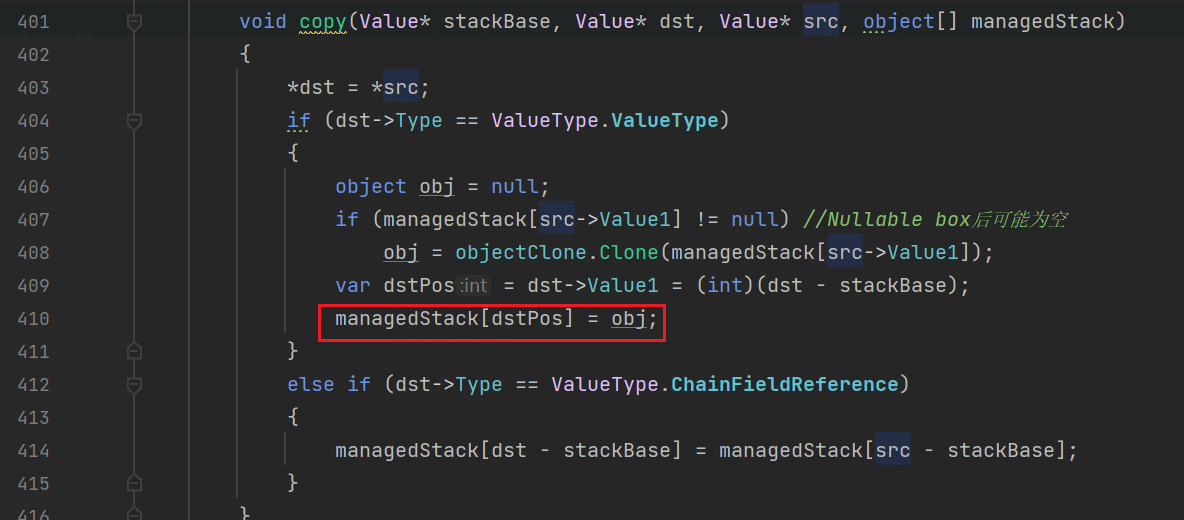 401 void copy(Value* stackBase, Value* dst, Value* src, object[] managedStack)
402 {
403 *dst = *src;
404 if (dst->Type == ValueType.ValueType)
405 {
406 object obj = null;
407 if (managedStack[src->Value1] != null) //Nullable box后可能为空
408 obj = objectClone.Clone(managedStack[src->Value1]);
409 var dstPos:int = dst->Value1 = (int)(dst - stackBase);
410 managedStack[dstPos] = obj;
411 }
412 else if (dst->Type == ValueType.ChainFieldReference)
413 {
414 managedStack[dst - stackBase] = managedStack[src - stackBase];
415 }
416 }